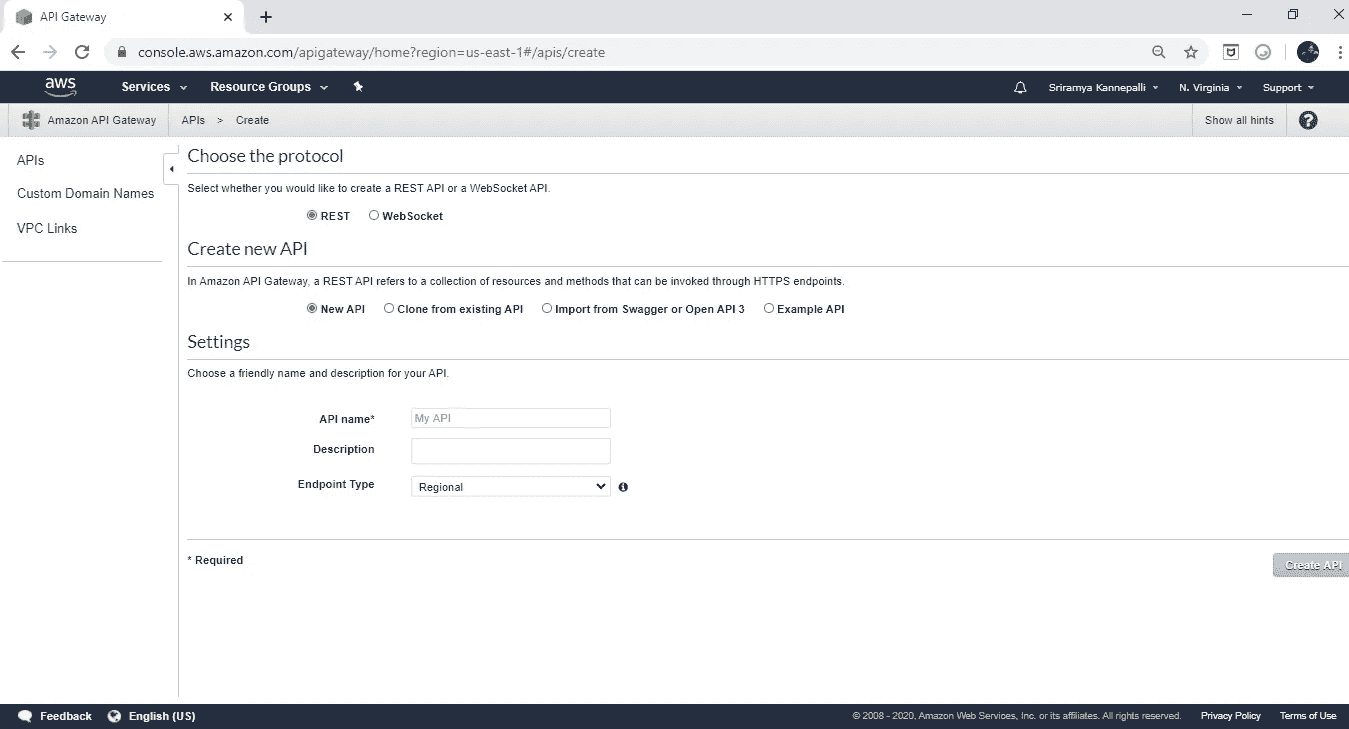 API Gateway
console.aws.amazon.com/apigateway/home?region=us-east-1#/apis/create
aws Services Resource Groups Sriramya Kannepalli N. Virginia Support
Amazon API Gateway APIs > Create Show all hints ?
APIs
Custom Domain Names
VPC Links
Choose the protocol
Select whether you would like to create a REST API or a WebSocket API.
REST WebSocket
Create new API
In Amazon API Gateway, a REST API refers to a collection of resources and methods that can be invoked through HTTPS endpoints.
New API Clone from existing API Import from Swagger or Open API 3 Example API
Settings
Choose a friendly name and description for your API.
API name* My API
Description
Endpoint Type Regional
* Required Create API
Feedback English (US) © 2008 - 2020, Amazon Web Services, Inc. or its affiliates. All rights reserved. Privacy Policy Terms of Use